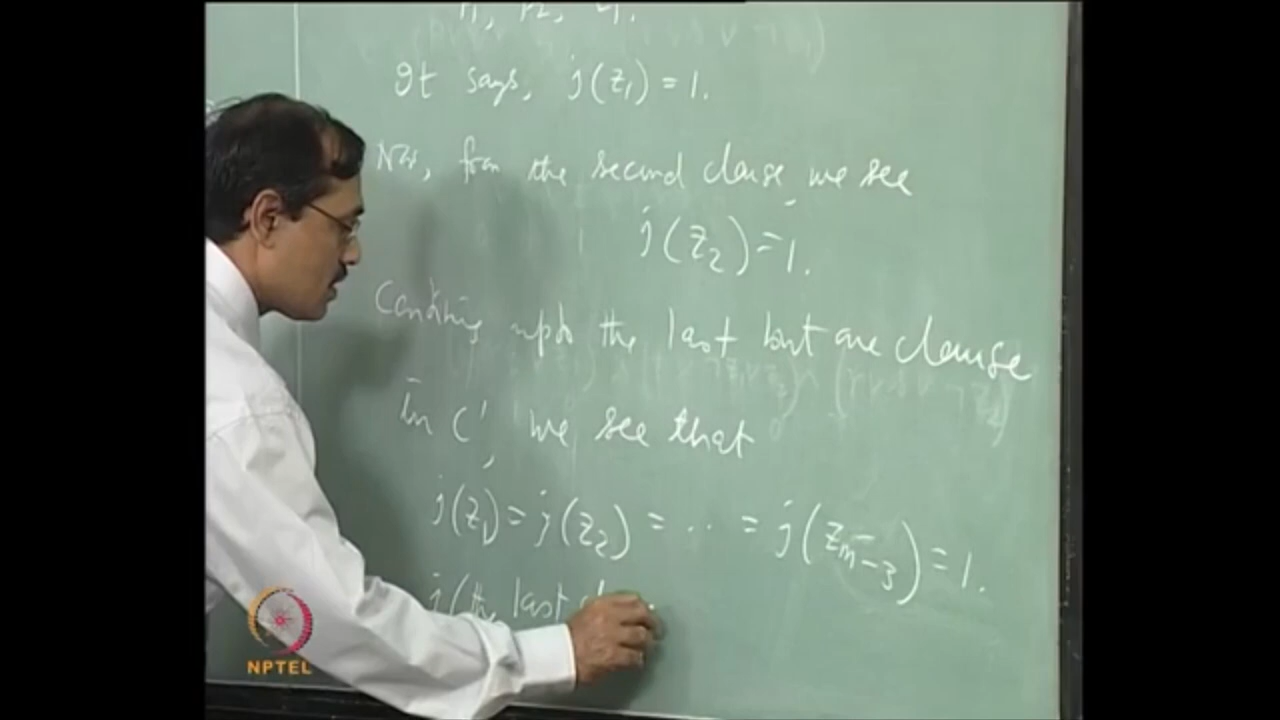 It says, j(z₁) = 1.
Now, from the second clause, we see
j(z₂) = 1.
Continuing upto the last but one clause
in C', we see that
j(z₁) = j(z₂) = ... = j(zₘ₋₃) = 1.
j(the last
NPTEL